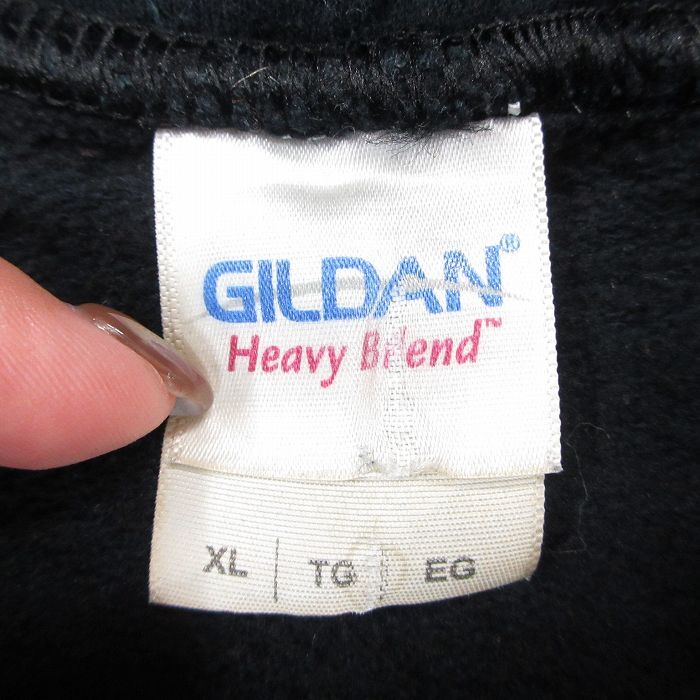 GILDAN®
Heavy Blend™
XL | TG | EG